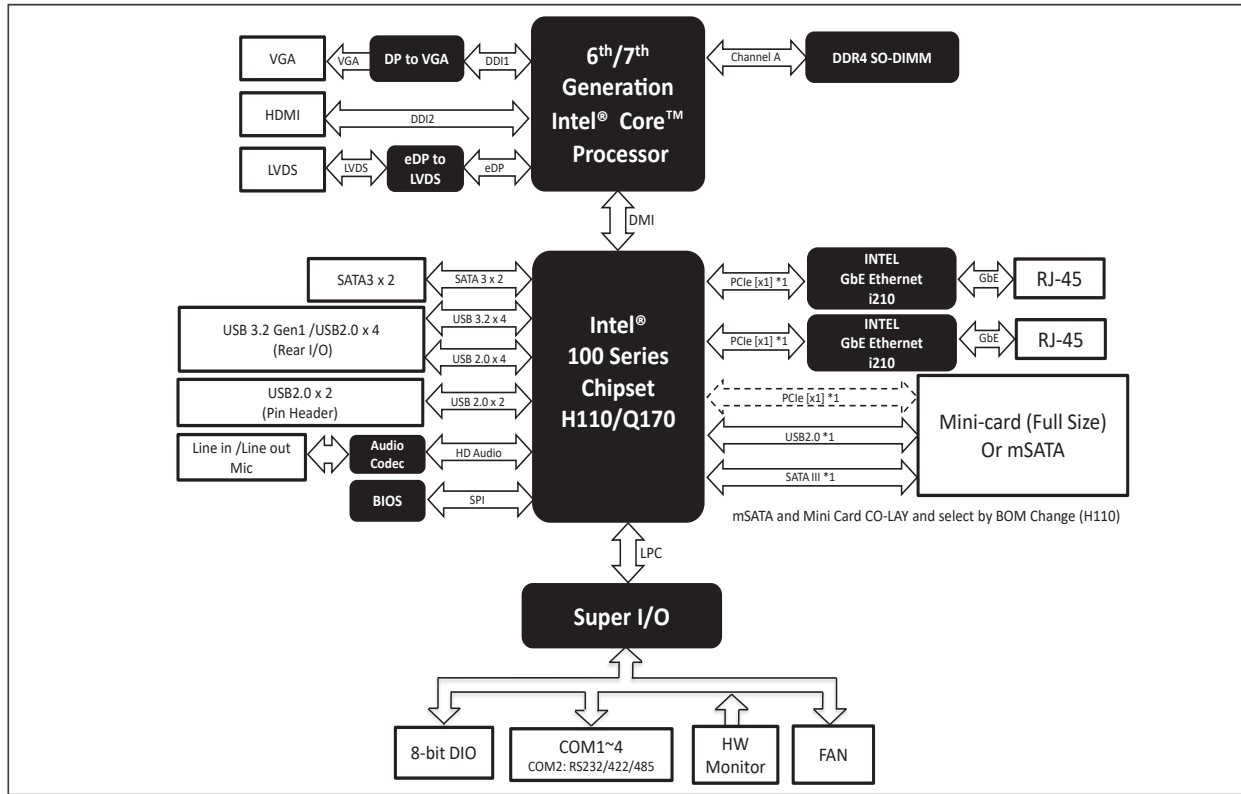 VGA
VGA
DP to VGA
DDI1
6th/7th
Generation
Intel® Core™
Processor
Channel A
DDR4 SO-DIMM
HDMI
DDI2
LVDS
LVDS
eDP to
LVDS
eDP
DMI
SATA3 x 2
SATA 3 x 2
USB 3.2 Gen1 /USB2.0 x 4
(Rear I/O)
USB 3.2 x 4
USB 2.0 x 4
USB2.0 x 2
(Pin Header)
USB 2.0 x 2
Line in /Line out
Mic
Audio
Codec
HD Audio
BIOS
SPI
Intel®
100 Series
Chipset
H110/Q170
PCIe [x1] *1
INTEL
GbE Ethernet
i210
GbE
RJ-45
PCIe [x1] *1
INTEL
GbE Ethernet
i210
GbE
RJ-45
PCIe [x1] *1
USB2.0 *1
SATA III *1
Mini-card (Full Size)
Or mSATA
mSATA and Mini Card CO-LAY and select by BOM Change (H110)
LPC
Super I/O
8-bit DIO
COM1~4
COM2: RS232/422/485
HW
Monitor
FAN